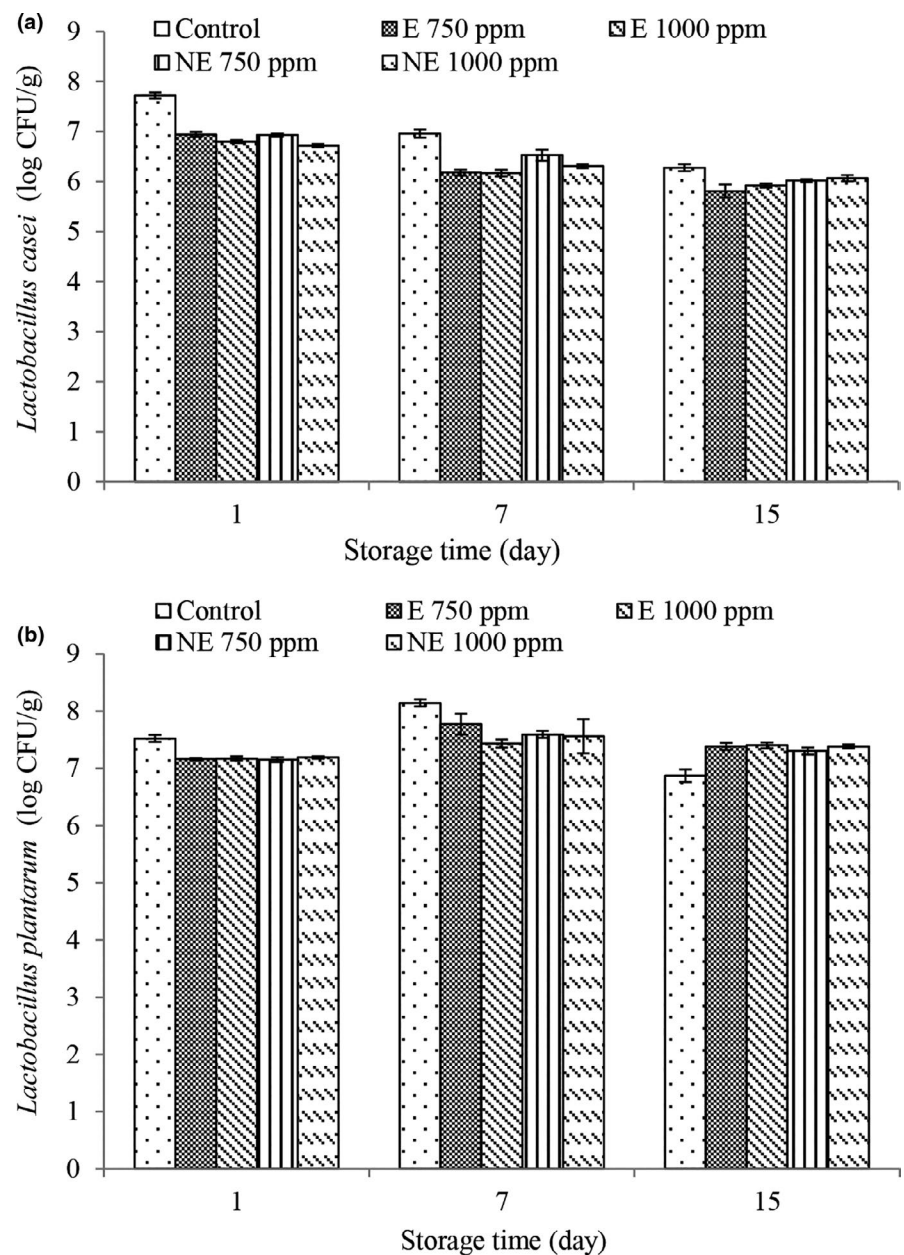 (a)
Control E 750 ppm E 1000 ppm
NE 750 ppm NE 1000 ppm
9
8
7
6
5
4
3
2
1
0
Lactobacillus casei (log CFU/g)
1 7 15
Storage time (day)
(b)
Control E 750 ppm E 1000 ppm
NE 750 ppm NE 1000 ppm
9
8
7
6
5
4
3
2
1
0
Lactobacillus plantarum (log CFU/g)
1 7 15
Storage time (day)